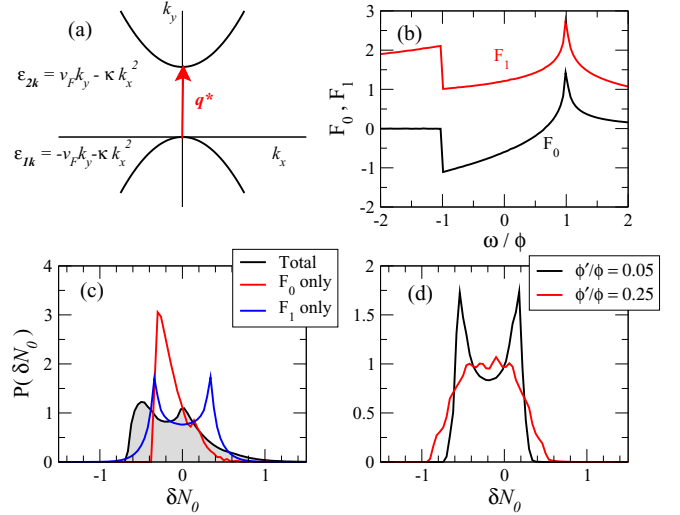 (a)
k_y
ε_2k = v_F k_y - κ k_x^2
q*
ε_1k = -v_F k_y - κ k_x^2
k_x
(b)
F_0 , F_1
3
2
1
0
-1
-2
F_1
F_0
-2 -1 0 1 2
ω / ϕ
(c)
Total
F_0 only
F_1 only
P( δN_0 )
4
3
2
1
0
-1 0 1
δN_0
(d)
ϕ′/ϕ = 0.05
ϕ′/ϕ = 0.25
2
1.5
1
0.5
0
-1 0 1
δN_0